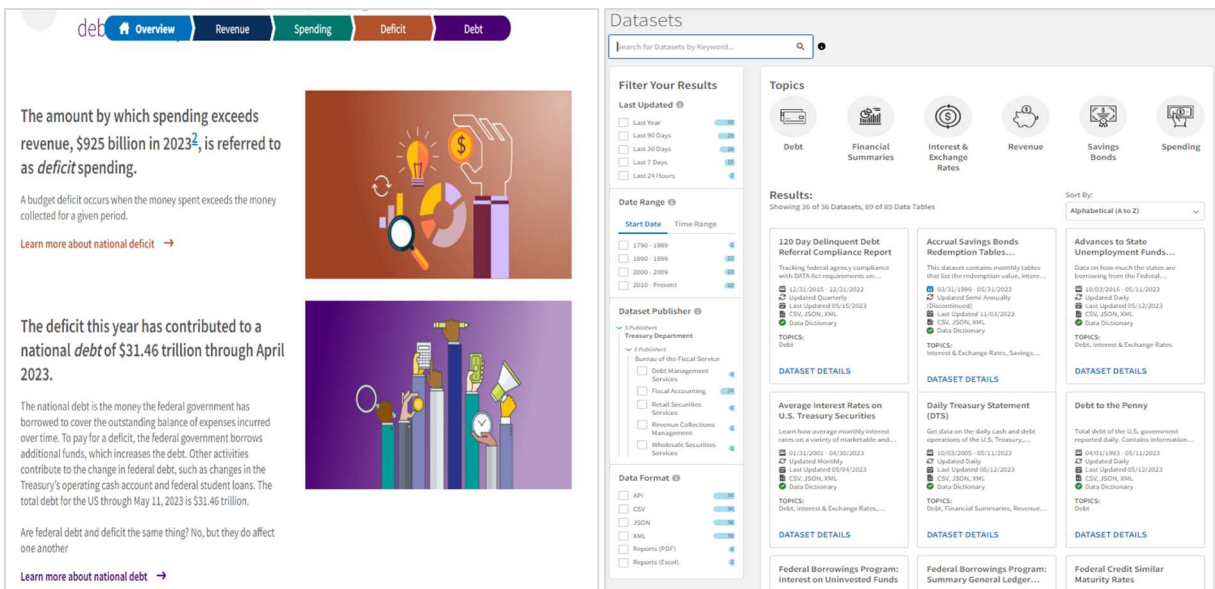 deb
Overview
Revenue
Spending
Deficit
Debt
The amount by which spending exceeds
revenue, $925 billion in 2023², is referred to
as deficit spending.
A budget deficit occurs when the money spent exceeds the money
collected for a given period.
Learn more about national deficit →
The deficit this year has contributed to a
national debt of $31.46 trillion through April
2023.
The national debt is the money the federal government has
borrowed to cover the outstanding balance of expenses incurred
over time. To pay for a deficit, the federal government borrows
additional funds, which increases the debt. Other activities
contribute to the change in federal debt, such as changes in the
Treasury's operating cash account and federal student loans. The
total debt for the US through May 11, 2023 is $31.46 trillion.
Are federal debt and deficit the same thing? No, but they do affect
one another
Learn more about national debt →
Datasets
Search for Datasets by Keyword...
Filter Your Results
Last Updated
Last Year
Last 90 Days
Last 30 Days
Last 7 Days
Last 24 Hours
Date Range
Start Date Time Range
1790 - 1989
1990 - 1999
2000 - 2009
2010 - Present
Dataset Publisher
Treasury Department
Bureau of the Fiscal Service
Debt Management
Services
Fiscal Accounting
Retail Securities
Services
Revenue Collections
Management
Wholesale Securities
Services
Data Format
API
CSV
JSON
XML
Reports (PDF)
Reports (Excel)
Topics
Debt
Financial
Summaries
Interest &
Exchange
Rates
Revenue
Savings
Bonds
Spending
Results:
Showing 36 of 36 Datasets, 89 of 89 Data Tables
Sort By:
Alphabetical (A to Z)
120 Day Delinquent Debt
Referral Compliance Report
Tracking federal agency compliance
with DATA Act requirements on...
12/31/2015 - 12/31/2022
Updated Quarterly
Last Updated 05/15/2023
CSV, JSON, XML
Data Dictionary
TOPICS:
Debt
DATASET DETAILS
Accrual Savings Bonds
Redemption Tables...
This dataset contains monthly tables
that list the redemption value, intere...
03/31/1999 - 05/31/2023
Updated Semi Annually
(Discontinued)
Last Updated 11/03/2022
CSV, JSON, XML
Data Dictionary
TOPICS:
Interest & Exchange Rates, Savings...
DATASET DETAILS
Advances to State
Unemployment Funds...
Data on how much the states are
borrowing from the Federal...
10/03/2016 - 05/11/2023
Updated Daily
Last Updated 05/12/2023
CSV, JSON, XML
Data Dictionary
TOPICS:
Debt, Interest & Exchange Rates
DATASET DETAILS
Average Interest Rates on
U.S. Treasury Securities
Learn how average monthly interest
rates on a variety of marketable and...
01/31/2001 - 04/30/2023
Updated Monthly
Last Updated 05/04/2023
CSV, JSON, XML
Data Dictionary
TOPICS:
Debt, Interest & Exchange Rates,...
DATASET DETAILS
Daily Treasury Statement
(DTS)
Get data on the daily cash and debt
operations of the U.S. Treasury,...
10/03/2005 - 05/11/2023
Updated Daily
Last Updated 05/12/2023
CSV, JSON, XML
Data Dictionary
TOPICS:
Debt, Financial Summaries, Revenue...
DATASET DETAILS
Debt to the Penny
Total debt of the U.S. government
reported daily. Contains information...
04/01/1993 - 05/11/2023
Updated Daily
Last Updated 05/12/2023
CSV, JSON, XML
Data Dictionary
TOPICS:
Debt
DATASET DETAILS
Federal Borrowings Program:
Interest on Uninvested Funds
Federal Borrowings Program:
Summary General Ledger...
Federal Credit Similar
Maturity Rates